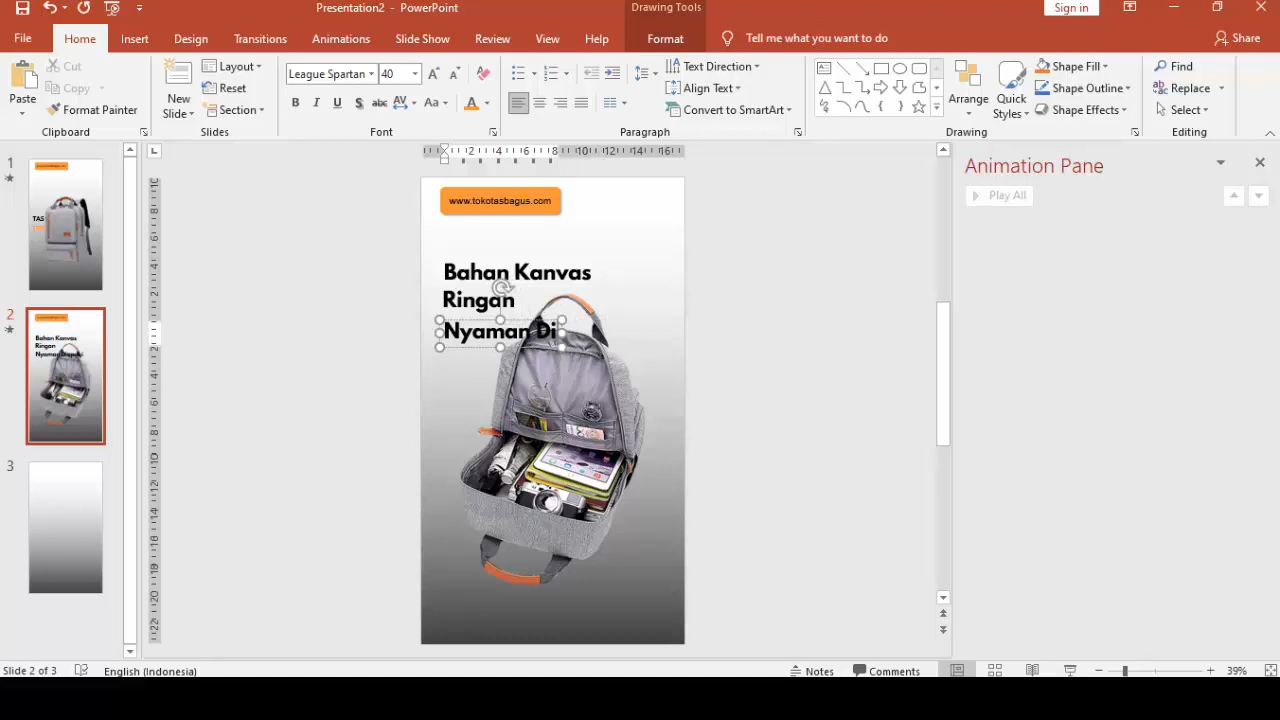 Presentation2 - PowerPoint
Drawing Tools
Sign in
File
Home
Insert
Design
Transitions
Animations
Slide Show
Review
View
Help
Format
Tell me what you want to do
Share
Paste
Cut
Copy
Format Painter
Clipboard
New Slide
Layout
Reset
Section
Slides
League Spartan
40
Font
Text Direction
Align Text
Convert to SmartArt
Paragraph
Arrange
Quick Styles
Shape Fill
Shape Outline
Shape Effects
Drawing
Find
Replace
Select
Editing
1
2
3
www.tokotasbagus.com
Bahan Kanvas
Ringan
Nyaman Di
Animation Pane
Play All
Slide 2 of 3
English (Indonesia)
Notes
Comments
39%